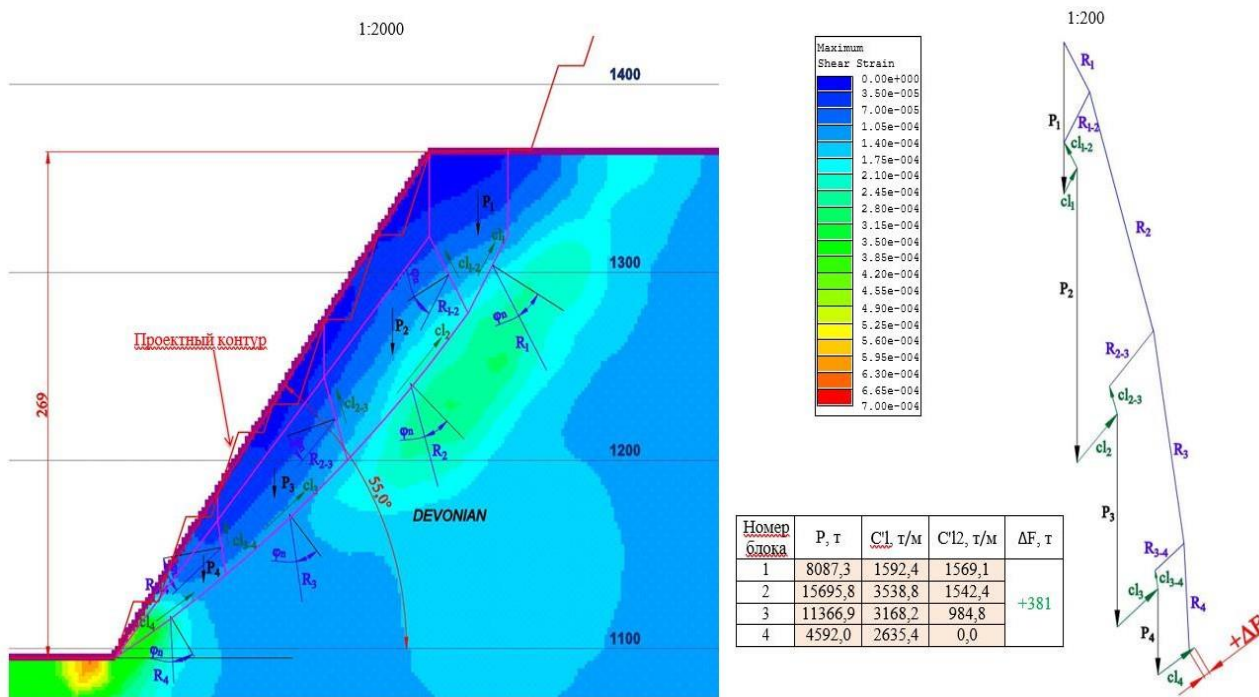 1:2000
1:200
Maximum
Shear Strain
0.00e+000
3.50e-005
7.00e-005
1.05e-004
1.40e-004
1.75e-004
2.10e-004
2.45e-004
2.80e-004
3.15e-004
3.50e-004
3.85e-004
4.20e-004
4.55e-004
4.90e-004
5.25e-004
5.60e-004
5.95e-004
6.30e-004
6.65e-004
7.00e-004
1400
1300
1200
1100
269
Проектный контур
55,0°
DEVONIAN
P₁
cl₁
cl₁₋₂
φₙ
R₁₋₂
φₙ
R₁
P₂
cl₂
cl₂₋₃
φₙ
R₂
R₂₋₃
P₃
cl₃
cl₃₋₄
φₙ
R₃
P₄
cl₄
φₙ
R₄
R₁
P₁
R₁₋₂
cl₁₋₂
cl₁
R₂
P₂
R₂₋₃
cl₂₋₃
cl₂
R₃
P₃
R₃₋₄
cl₃
cl₃₋₄
R₄
P₄
cl₄
+ΔF
Номер блока P, т C'l, т/м C'l2, т/м ΔF, т
1 8087,3 1592,4 1569,1
2 15695,8 3538,8 1542,4
+381
3 11366,9 3168,2 984,8
4 4592,0 2635,4 0,0